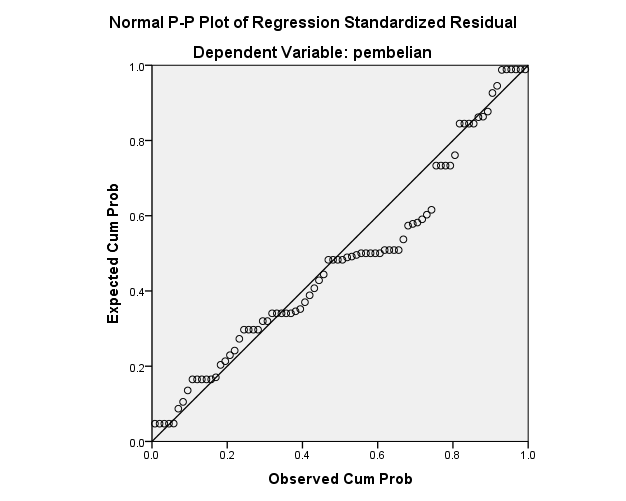 Normal P-P Plot of Regression Standardized Residual
Dependent Variable: pembelian
Expected Cum Prob
1.0
0.8
0.6
0.4
0.2
0.0
0.0 0.2 0.4 0.6 0.8 1.0
Observed Cum Prob